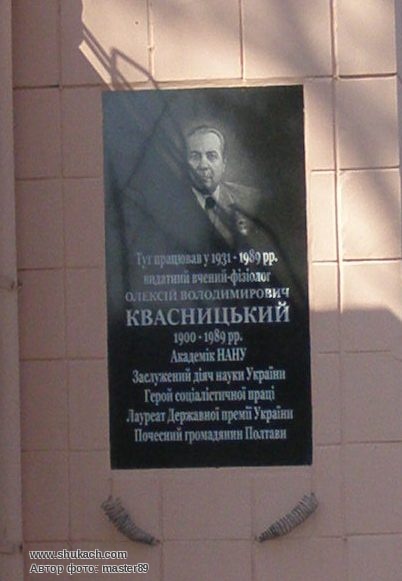 Тут працював у 1931 - 1989 рр.
видатний вчений-фізіолог
ОЛЕКСІЙ ВОЛОДИМИРОВИЧ
КВАСНИЦЬКИЙ
1900 - 1989 рр.
Академік НАНУ
Заслужений діяч науки України
Герой соціалістичної праці
Лауреат Державної премії України
Почесний громадянин Полтави
www.shukach.com
Автор фото: master89